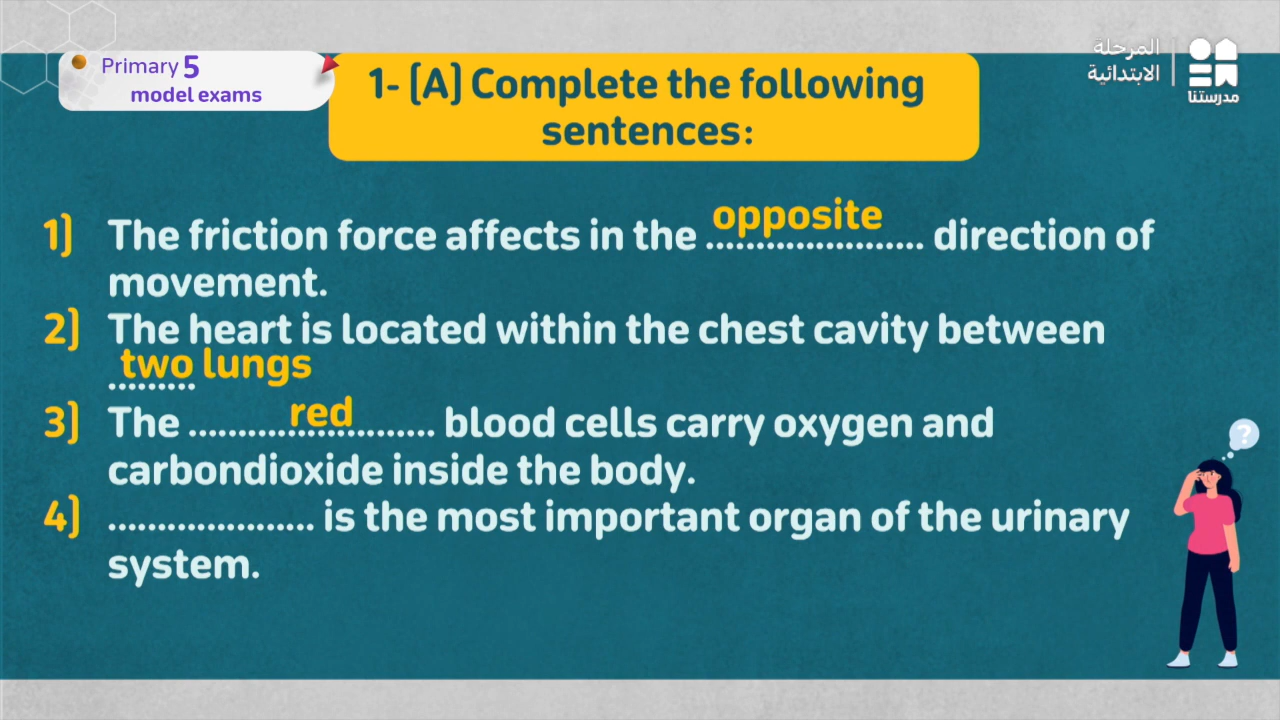 Primary 5
model exams
1- (A) Complete the following
sentences:
المرحلة
الابتدائية
مدرستنا
1) The friction force affects in the ...opposite... direction of
movement.
2) The heart is located within the chest cavity between
......... two lungs
3) The ...........red........... blood cells carry oxygen and
carbondioxide inside the body.
4) ..................... is the most important organ of the urinary
system.
?